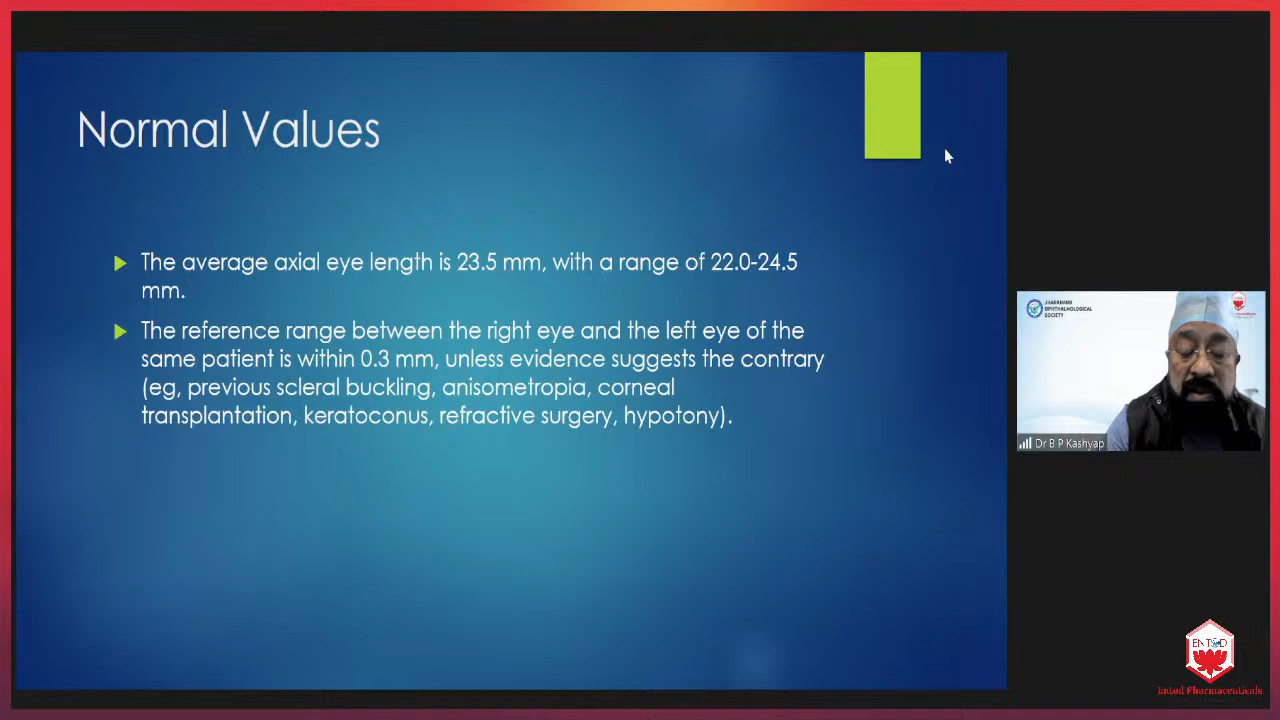 Normal Values
The average axial eye length is 23.5 mm, with a range of 22.0-24.5
mm.
The reference range between the right eye and the left eye of the
same patient is within 0.3 mm, unless evidence suggests the contrary
(eg, previous scleral buckling, anisometropia, corneal
transplantation, keratoconus, refractive surgery, hypotony).
JHARKHAND
OPHTHALMOLOGICAL
SOCIETY
Dr B P Kashyap
ENTOD
Entod Pharmaceuticals